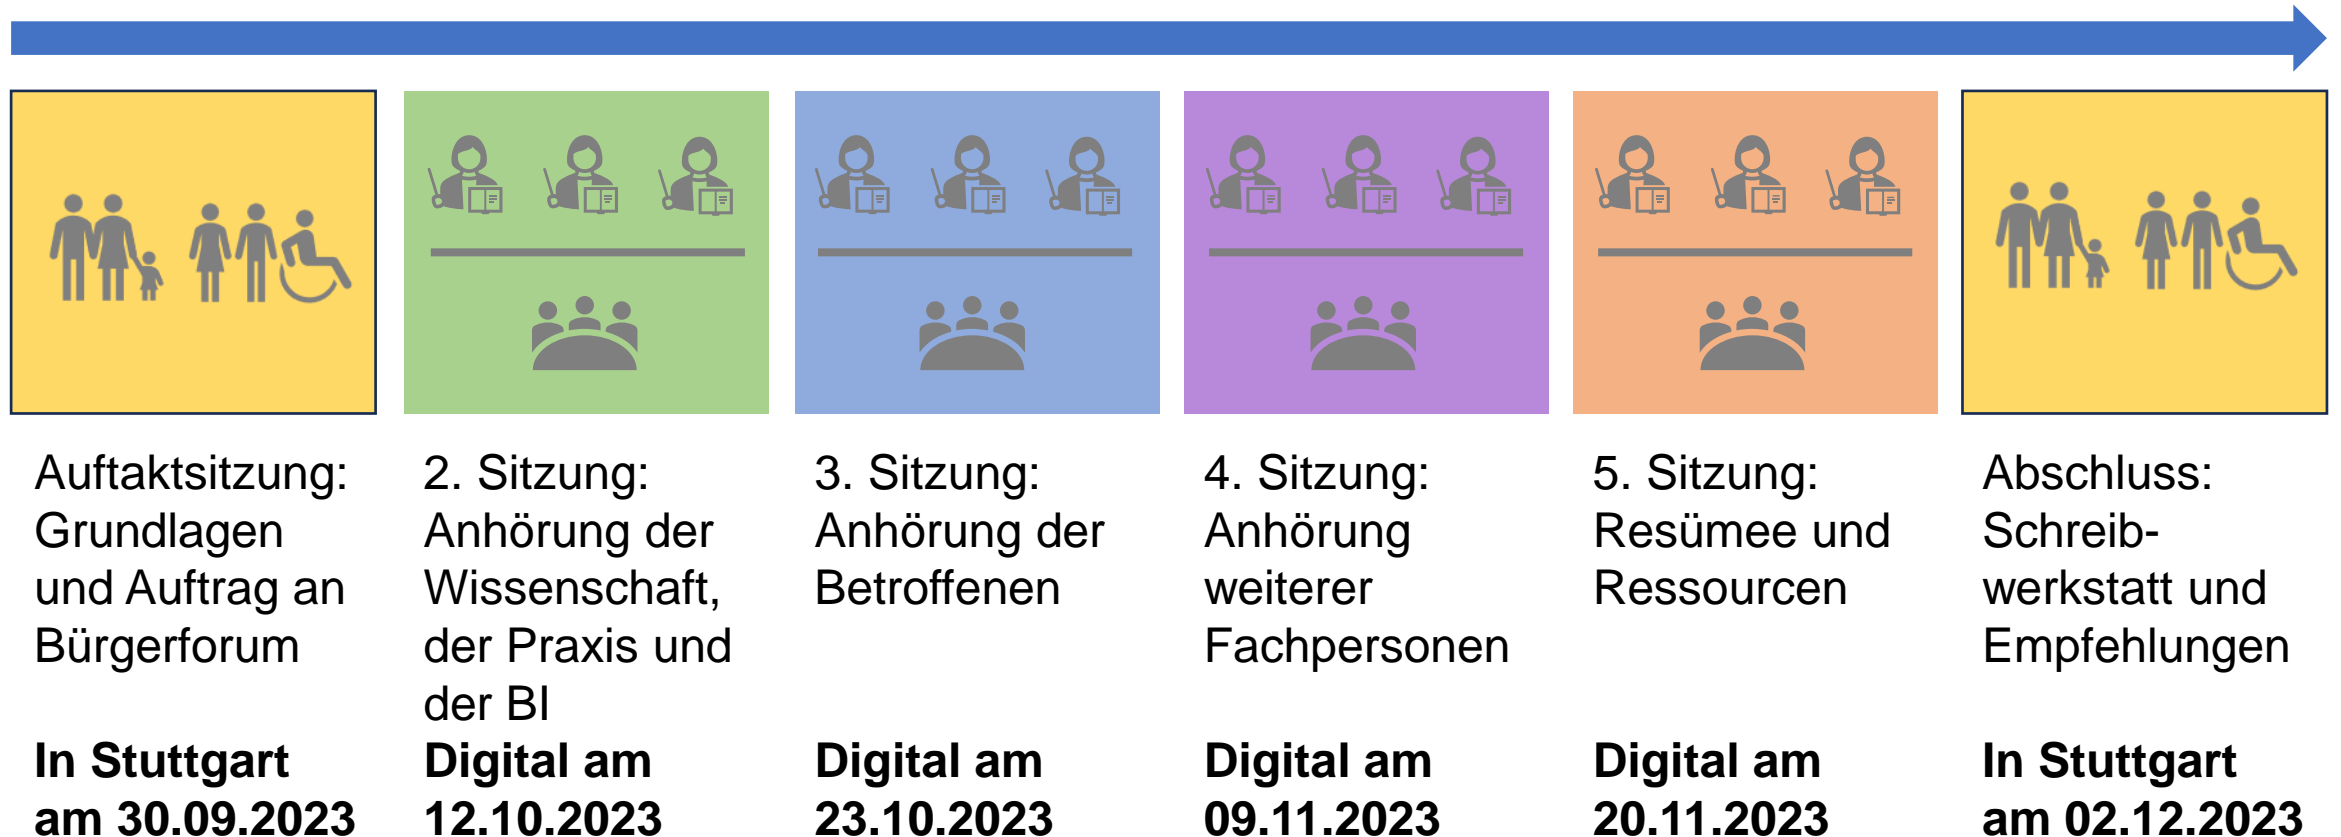 Auftaktsitzung:
Grundlagen
und Auftrag an
Bürgerforum
In Stuttgart
am 30.09.2023
2. Sitzung:
Anhörung der
Wissenschaft,
der Praxis und
der BI
Digital am
12.10.2023
3. Sitzung:
Anhörung der
Betroffenen
Digital am
23.10.2023
4. Sitzung:
Anhörung
weiterer
Fachpersonen
Digital am
09.11.2023
5. Sitzung:
Resümee und
Ressourcen
Digital am
20.11.2023
Abschluss:
Schreib-
werkstatt und
Empfehlungen
In Stuttgart
am 02.12.2023